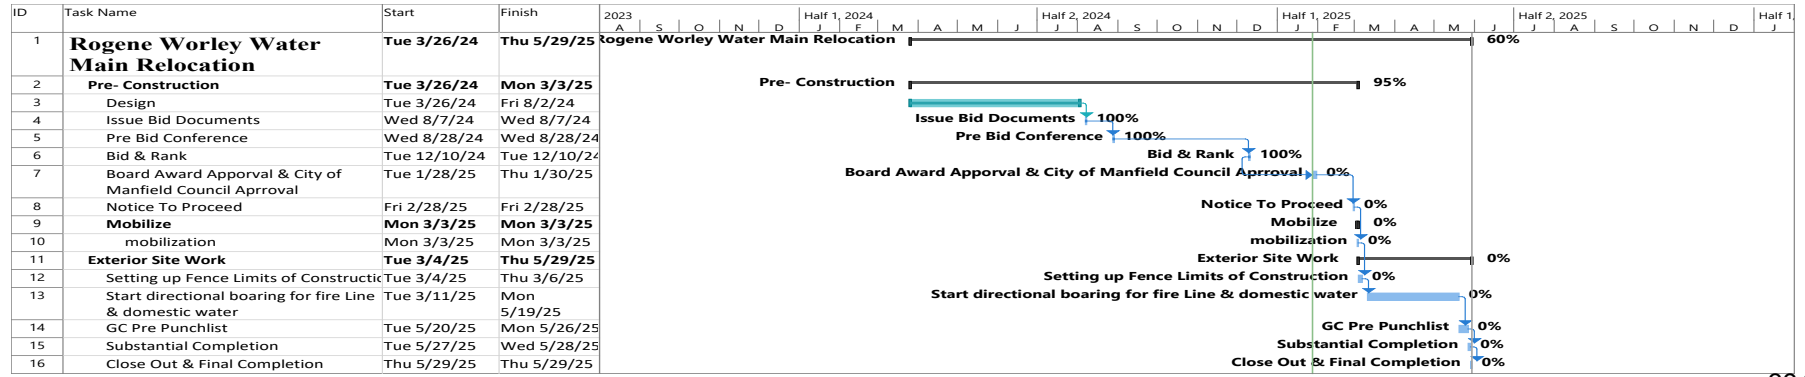 ID Task Name Start Finish 2023 Half 1, 2024 Half 2, 2024 Half 1, 2025 Half 2, 2025 Half 1,
A S O N D J F M A M J J A S O N D J F M A M J J A S O N D J
1 Rogene Worley Water Tue 3/26/24 Thu 5/29/25 Rogene Worley Water Main Relocation 60%
Main Relocation
2 Pre- Construction Tue 3/26/24 Mon 3/3/25 Pre- Construction 95%
3 Design Tue 3/26/24 Fri 8/2/24
4 Issue Bid Documents Wed 8/7/24 Wed 8/7/24 Issue Bid Documents 100%
5 Pre Bid Conference Wed 8/28/24 Wed 8/28/24 Pre Bid Conference 100%
6 Bid & Rank Tue 12/10/24 Tue 12/10/24 Bid & Rank 100%
7 Board Award Apporval & City of Tue 1/28/25 Thu 1/30/25 Board Award Apporval & City of Manfield Council Aprroval 0%
Manfield Council Aprroval
8 Notice To Proceed Fri 2/28/25 Fri 2/28/25 Notice To Proceed 0%
9 Mobilize Mon 3/3/25 Mon 3/3/25 Mobilize 0%
10 mobilization Mon 3/3/25 Mon 3/3/25 mobilization 0%
11 Exterior Site Work Tue 3/4/25 Thu 5/29/25 Exterior Site Work 0%
12 Setting up Fence Limits of Constructic Tue 3/4/25 Thu 3/6/25 Setting up Fence Limits of Construction 0%
13 Start directional boaring for fire Line Tue 3/11/25 Mon Start directional boaring for fire Line & domestic water 0%
& domestic water 5/19/25
14 GC Pre Punchlist Tue 5/20/25 Mon 5/26/25 GC Pre Punchlist 0%
15 Substantial Completion Tue 5/27/25 Wed 5/28/25 Substantial Completion 0%
16 Close Out & Final Completion Thu 5/29/25 Thu 5/29/25 Close Out & Final Completion 0%